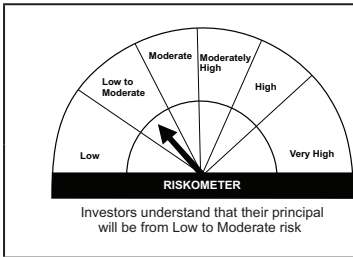 Moderate
Moderately
High
Low to
Moderate
High
Low
Very High
RISKOMETER
Investors understand that their principal
will be from Low to Moderate risk